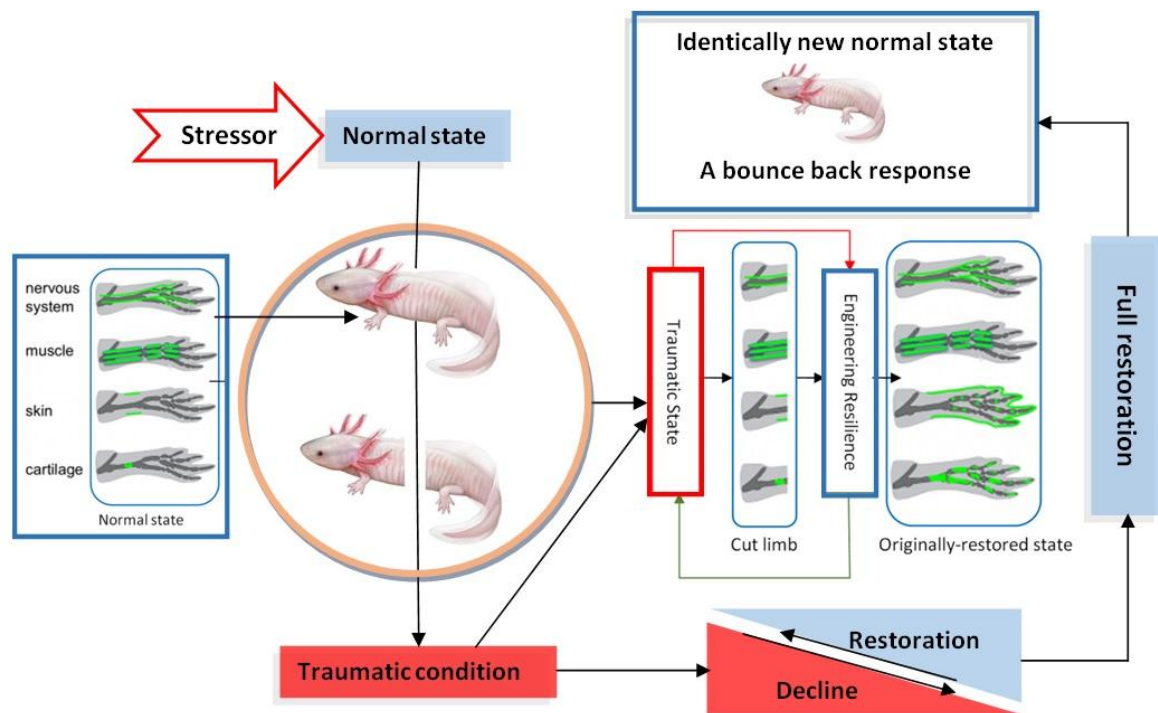 Identically new normal state
A bounce back response
Stressor
Normal state
nervous
system
muscle
skin
cartilage
Normal state
Traumatic State
Cut limb
Engineering Resilience
Originally-restored state
Full restoration
Traumatic condition
Restoration
Decline